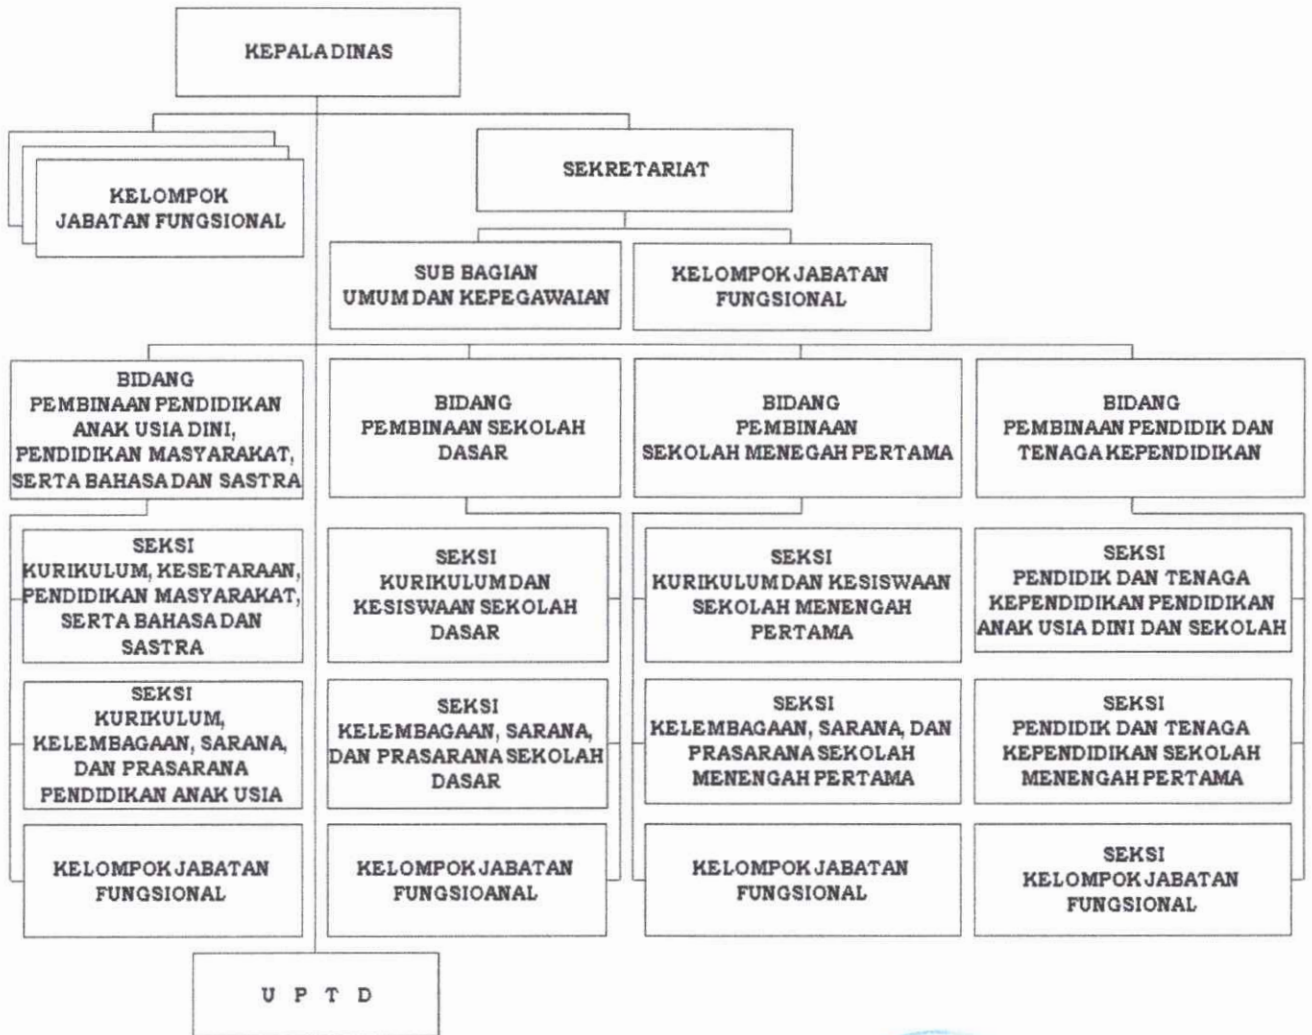 KEPALA DINAS
KELOMPOK
JABATAN FUNGSIONAL
SEKRETARIAT
SUB BAGIAN
UMUM DAN KEPEGAWAIAN
KELOMPOK JABATAN
FUNGSIONAL
BIDANG
PEMBINAAN PENDIDIKAN
ANAK USIA DINI,
PENDIDIKAN MASYARAKAT,
SERTA BAHASA DAN SASTRA
BIDANG
PEMBINAAN SEKOLAH
DASAR
BIDANG
PEMBINAAN
SEKOLAH MENEGAH PERTAMA
BIDANG
PEMBINAAN PENDIDIK DAN
TENAGA KEPENDIDIKAN
SEKSI
KURIKULUM, KESETARAAN,
PENDIDIKAN MASYARAKAT,
SERTA BAHASA DAN
SASTRA
SEKSI
KURIKULUM DAN
KESISWAAN SEKOLAH
DASAR
SEKSI
KURIKULUM DAN KESISWAAN
SEKOLAH MENENGAH
PERTAMA
SEKSI
PENDIDIK DAN TENAGA
KEPENDIDIKAN PENDIDIKAN
ANAK USIA DINI DAN SEKOLAH
SEKSI
KURIKULUM,
KELEMBAGAAN, SARANA,
DAN PRASARANA
PENDIDIKAN ANAK USIA
SEKSI
KELEMBAGAAN, SARANA,
DAN PRASARANA SEKOLAH
DASAR
SEKSI
KELEMBAGAAN, SARANA, DAN
PRASARANA SEKOLAH
MENENGAH PERTAMA
SEKSI
PENDIDIK DAN TENAGA
KEPENDIDIKAN SEKOLAH
MENENGAH PERTAMA
KELOMPOK JABATAN
FUNGSIONAL
KELOMPOK JABATAN
FUNGSIOANAL
KELOMPOK JABATAN
FUNGSIONAL
SEKSI
KELOMPOK JABATAN
FUNGSIONAL
U P T D